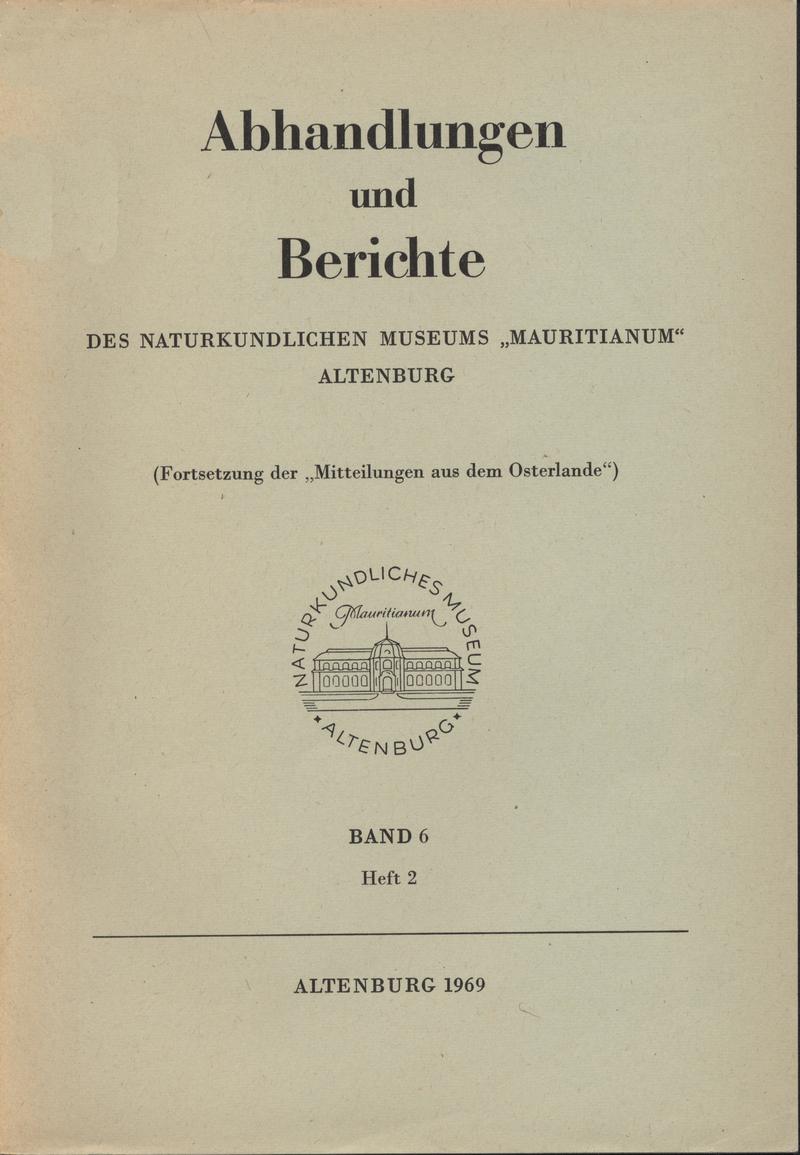 Abhandlungen
und
Berichte
DES NATURKUNDLICHEN MUSEUMS „MAURITIANUM“
ALTENBURG
(Fortsetzung der „Mitteilungen aus dem Osterlande“)
NATURKUNDLICHES MUSEUM
Mauritianum
ALTENBURG
BAND 6
Heft 2
ALTENBURG 1969